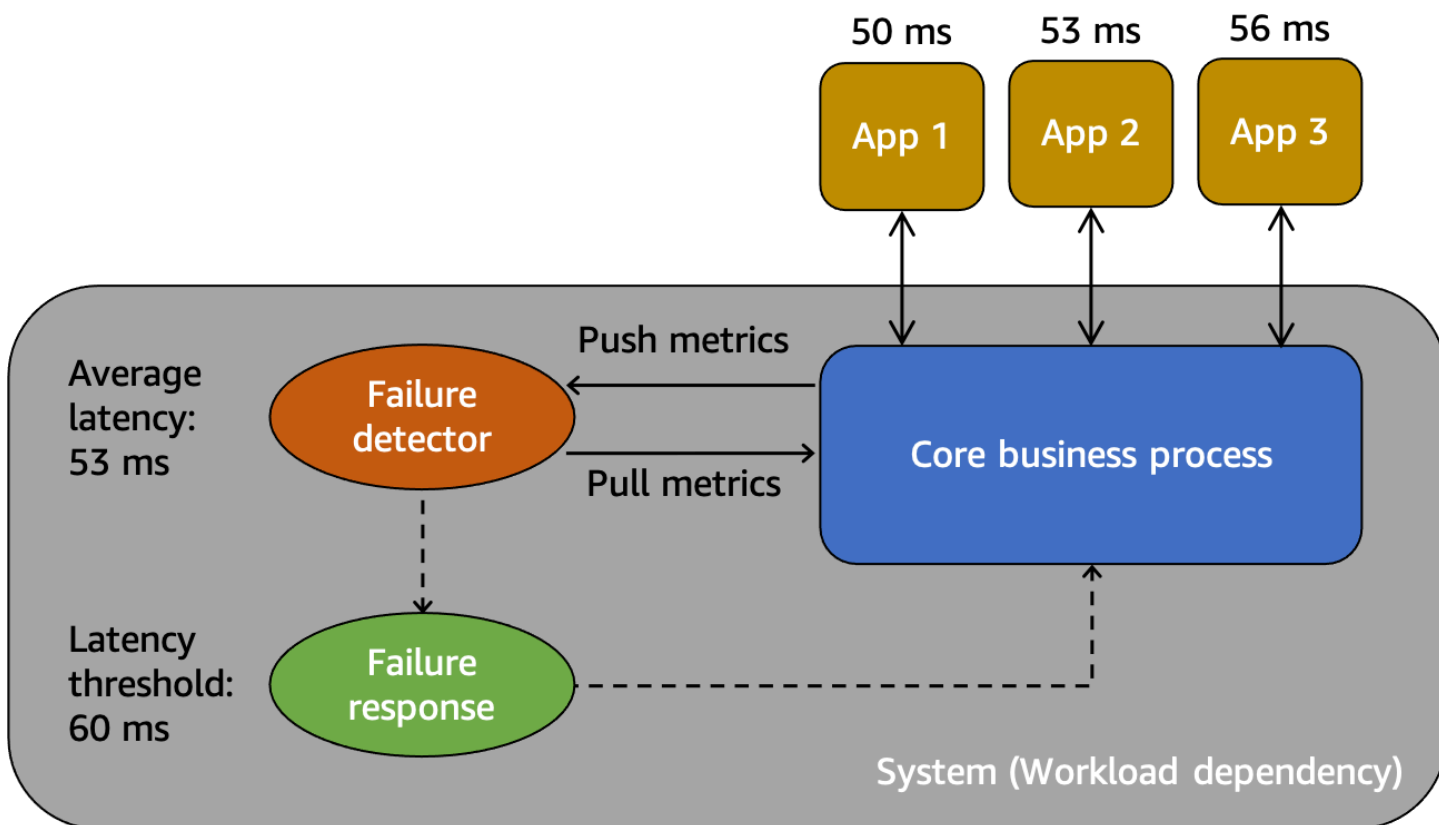 50 ms
53 ms
56 ms
App 1
App 2
App 3
Push metrics
Average
latency:
53 ms
Failure
detector
Core business process
Pull metrics
Latency
threshold:
60 ms
Failure
response
System (Workload dependency)